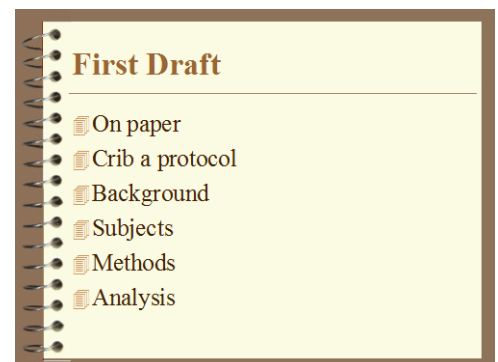 First Draft
On paper
Crib a protocol
Background
Subjects
Methods
Analysis